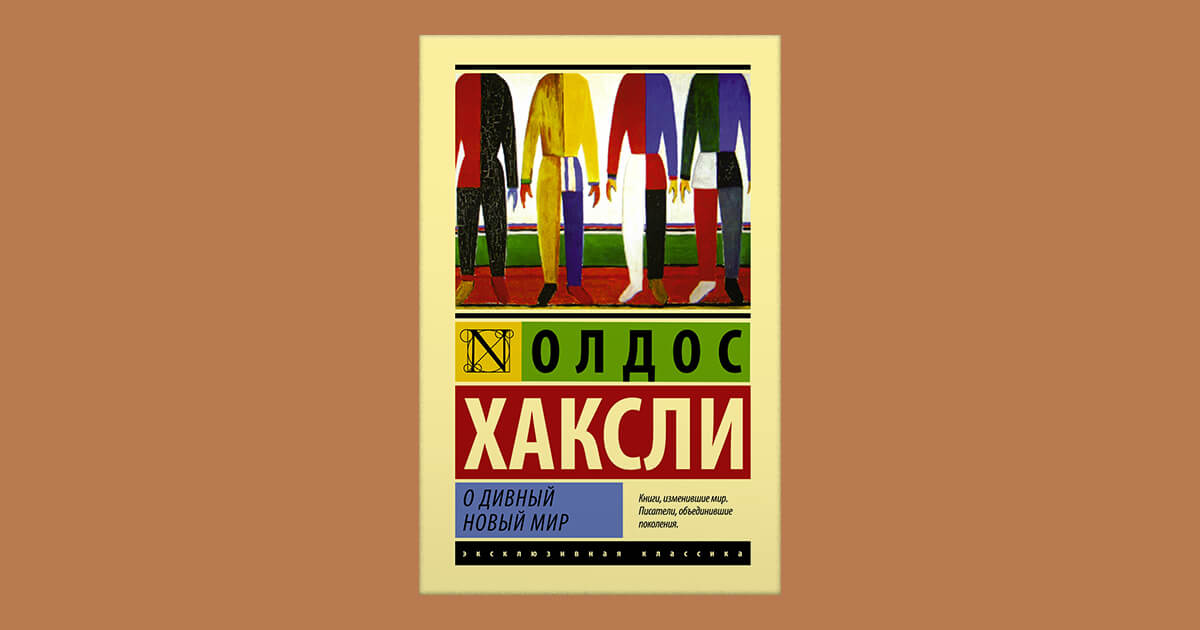 N ОЛДОС
ХАКСЛИ
О ДИВНЫЙ
НОВЫЙ МИР
Книги, изменившие мир.
Писатели, объединившие
поколения.
эксклюзивная классика